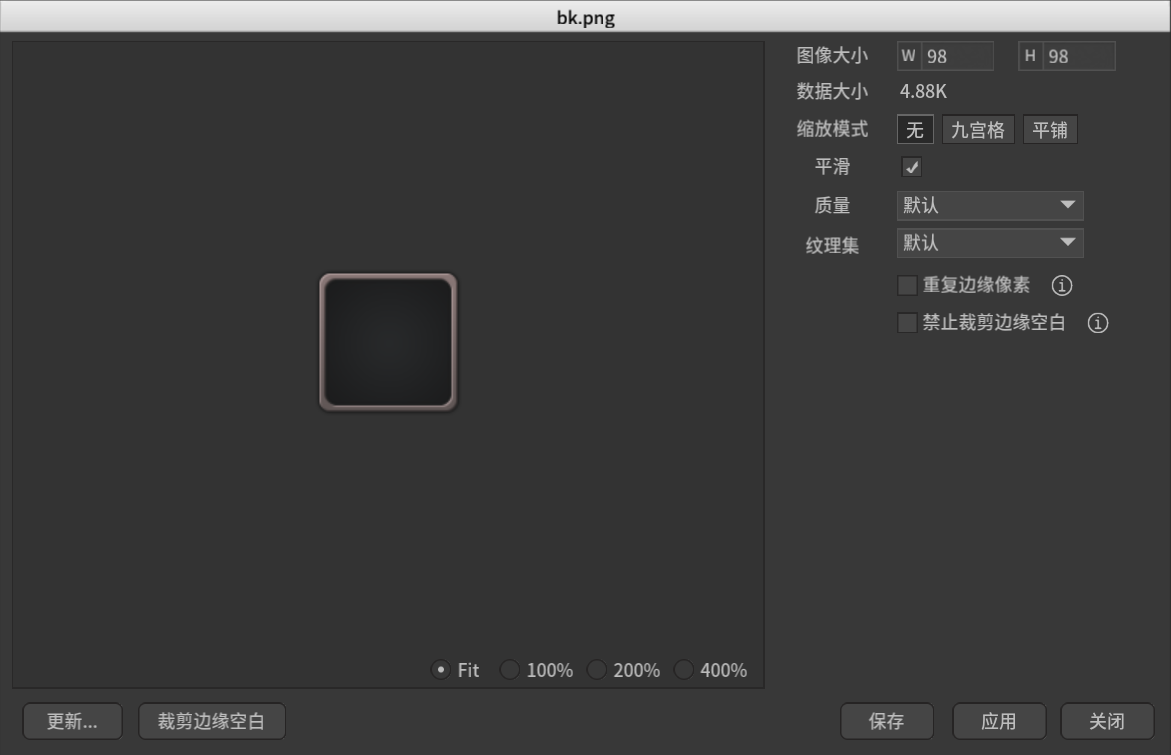 bk.png
图像大小 W 98 H 98
数据大小 4.88K
缩放模式 无 九宫格 平铺
平滑
质量 默认
纹理集 默认
重复边缘像素
禁止裁剪边缘空白
Fit 100% 200% 400%
更新... 裁剪边缘空白 保存 应用 关闭